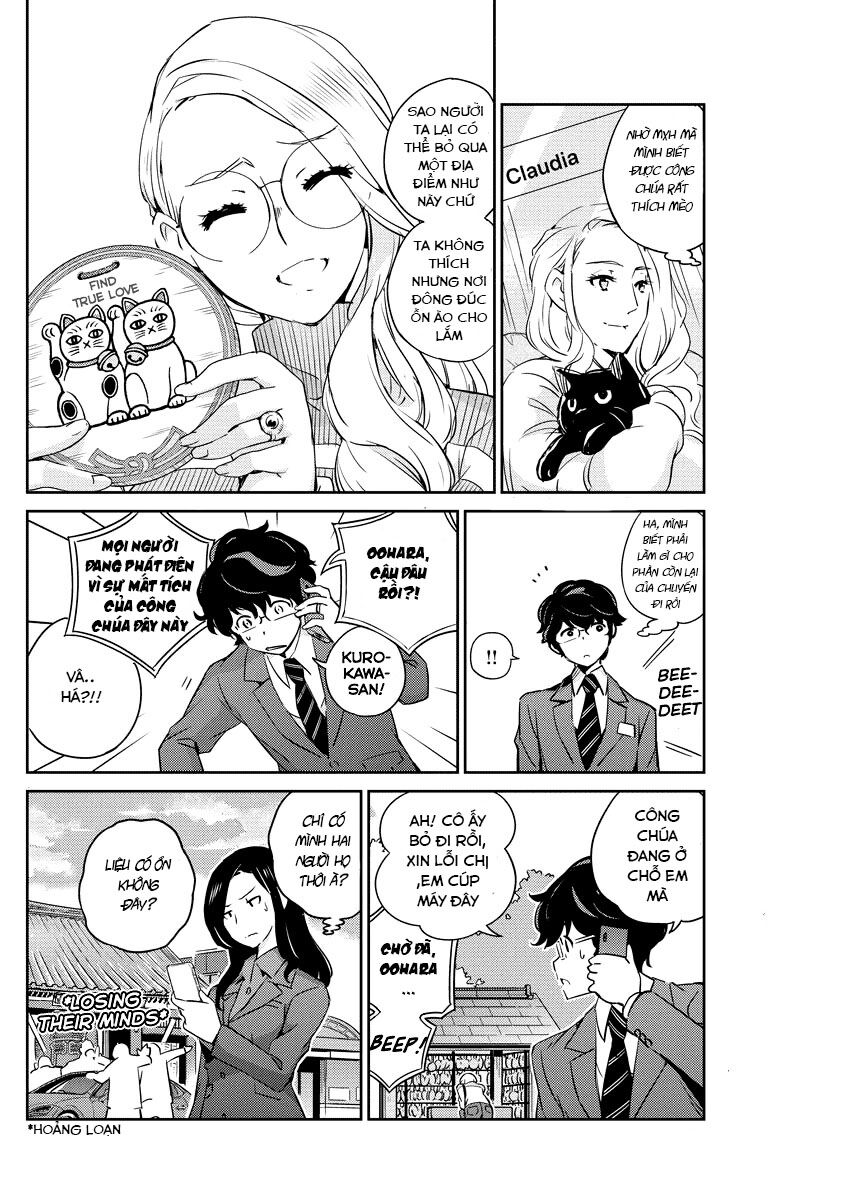 NHỜ MXH MÀ
MÌNH BIẾT
ĐƯỢC CÔNG
CHÚA RẤT
THÍCH MÈO
Claudia
SAO NGƯỜI
TA LẠI CÓ
THỂ BỎ QUA
MỘT ĐỊA
ĐIỂM NHƯ
NÀY CHỨ
TA KHÔNG
THÍCH
NHƯNG NƠI
ĐÔNG ĐÚC
ỒN ÀO CHO
LẮM
FIND
TRUE LOVE
HA, MÌNH
BIẾT PHẢI
LÀM GÌ CHO
PHẦN CÒN LẠI
CỦA CHUYẾN
ĐI RỒI
!!
BEE-
DEE-
DEET
OOHARA,
CẬU ĐÂU
RỒI?!
KURO-
KAWA-
SAN!
MỌI NGƯỜI
ĐANG PHÁT ĐIÊN
VÌ SỰ MẤT TÍCH
CỦA CÔNG
CHÚA ĐÂY NÀY
VÂ..
HẢ?!!
CÔNG
CHÚA
ĐANG Ở
CHỖ EM
MÀ
AH! CÔ ẤY
BỎ ĐI RỒI,
XIN LỖI CHỊ
,EM CÚP
MÁY ĐÂY
CHỜ ĐÃ,
OOHARA
...
BEEP!
CHỈ CÓ
MÌNH HAI
NGƯỜI HỌ
THÔI À?
LIỆU CÓ ỔN
KHÔNG
ĐÂY?
*LOSING
THEIR MINDS*
*HOẢNG LOẠN